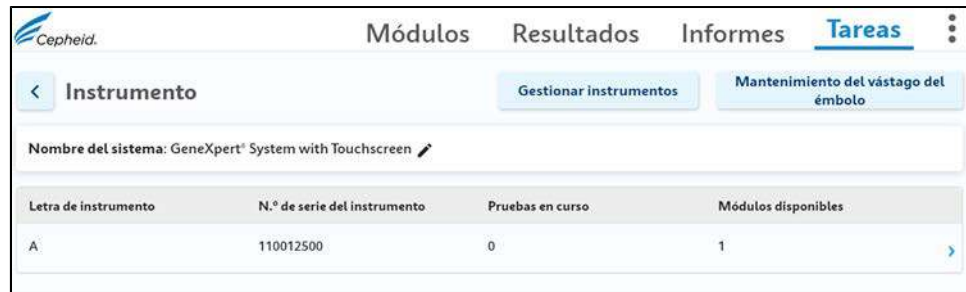 Cepheid.
Módulos Resultados Informes Tareas
Instrumento
Gestionar instrumentos
Mantenimiento del vástago del
émbolo
Nombre del sistema: GeneXpert® System with Touchscreen
Letra de instrumento N.º de serie del instrumento Pruebas en curso Módulos disponibles
A 110012500 0 1